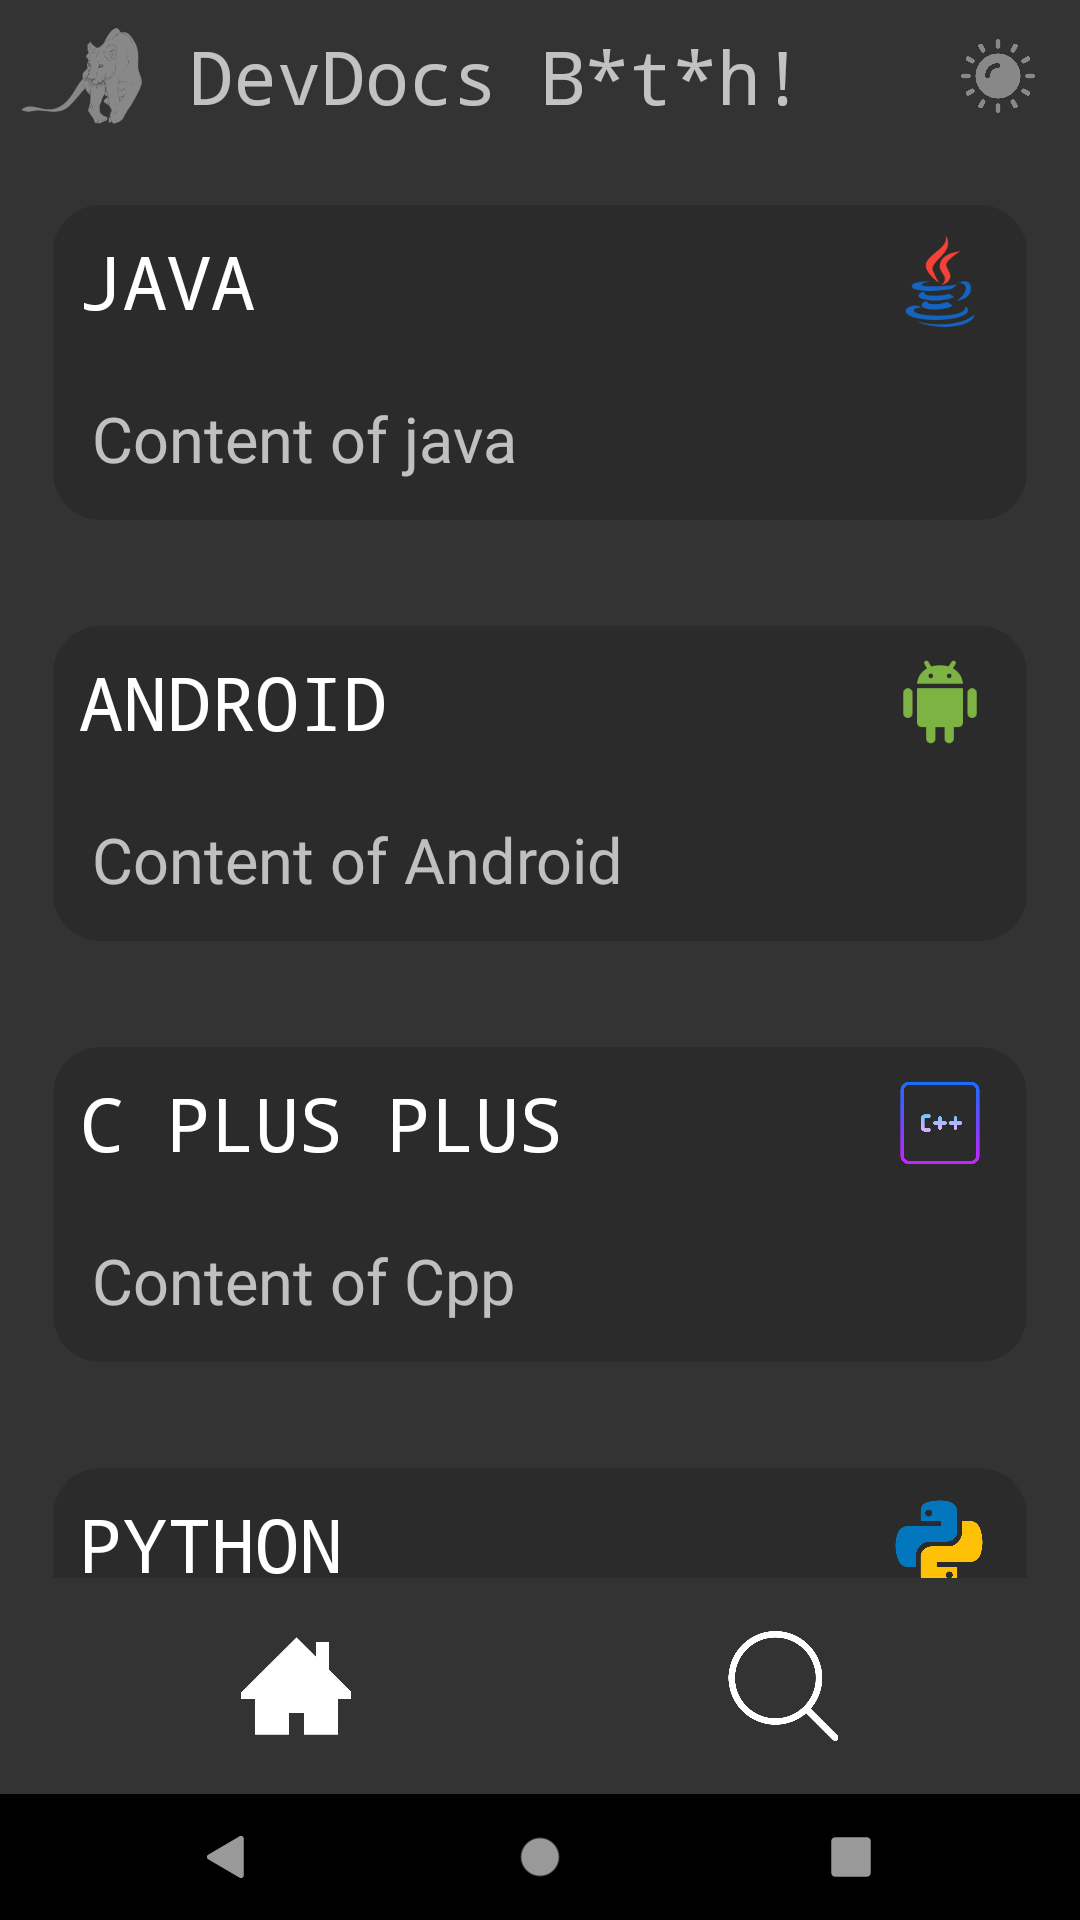 DevDocs B*t*h!
JAVA
Content of java
ANDROID
Content of Android
C PLUS PLUS
C++
Content of Cpp
PYTHON